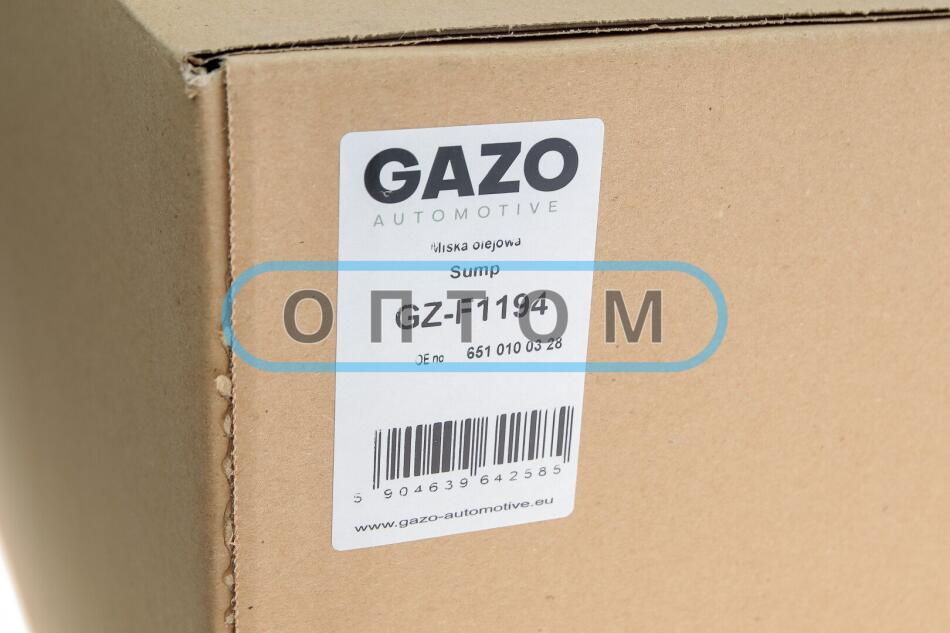 GAZO
AUTOMOTIVE
Miska olejowa
Sump
GZ-F1194
ОПТОМ
OE no 651 010 03 28
5 904639 642585
www.gazo-automotive.eu